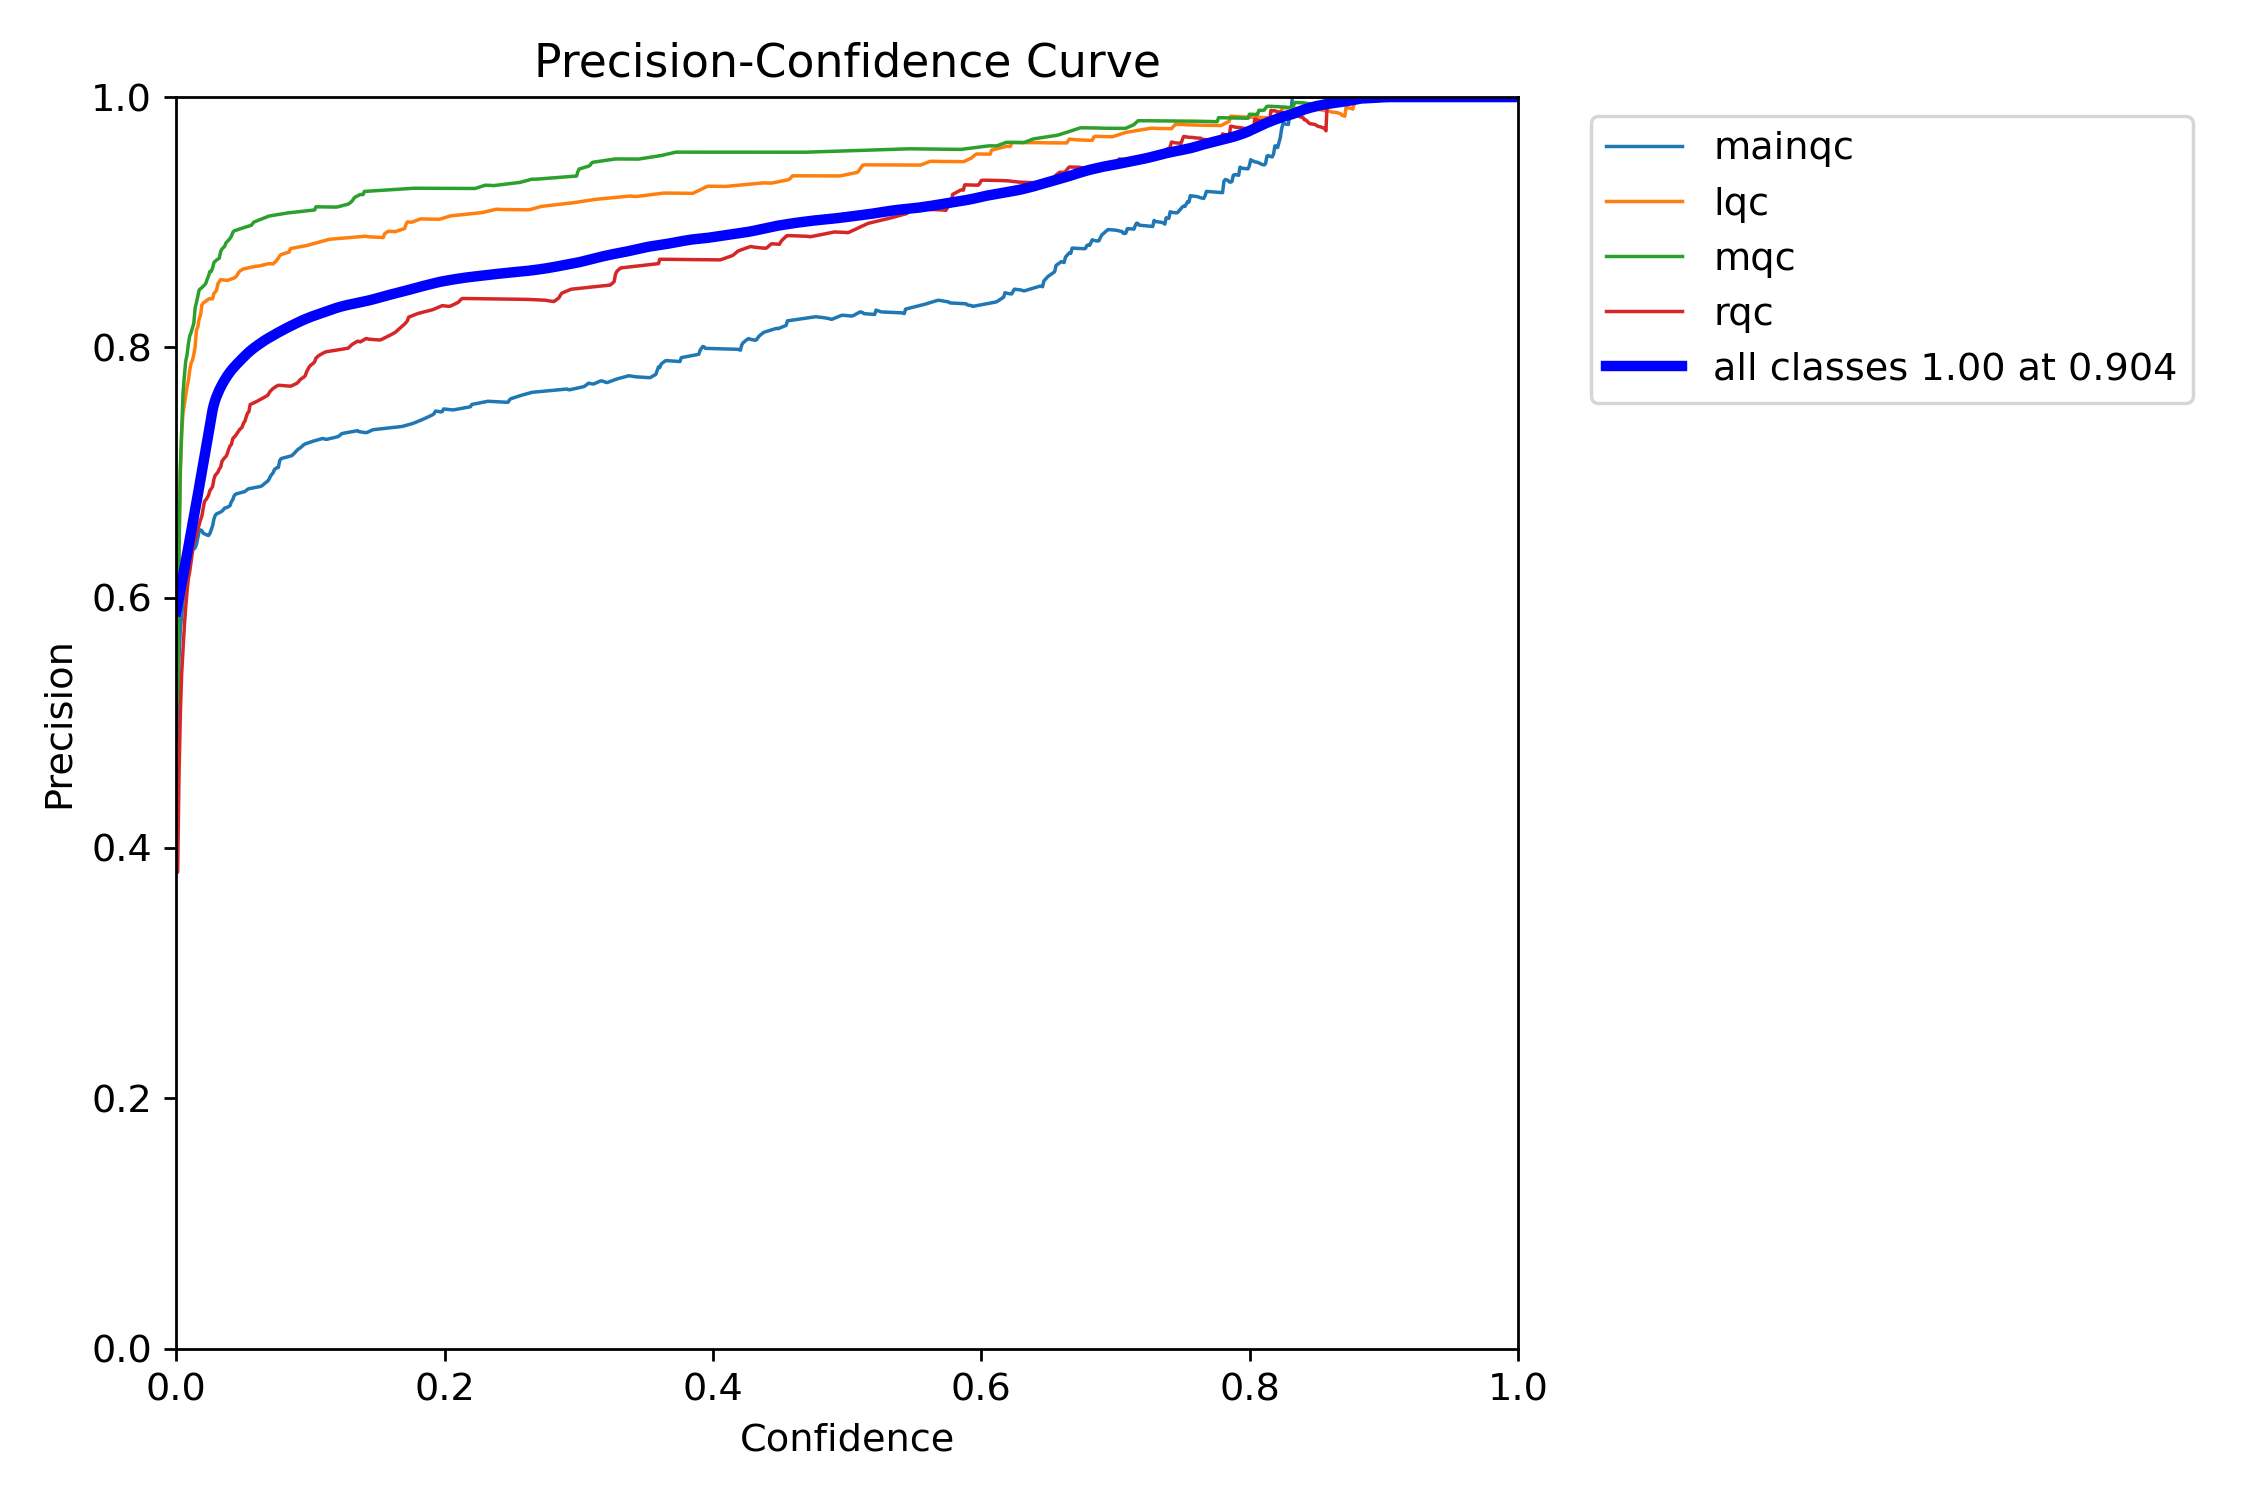 Precision-Confidence Curve
1.0
0.8
0.6
0.4
0.2
0.0
Precision
0.0 0.2 0.4 0.6 0.8 1.0
Confidence
mainqc
lqc
mqc
rqc
all classes 1.00 at 0.904